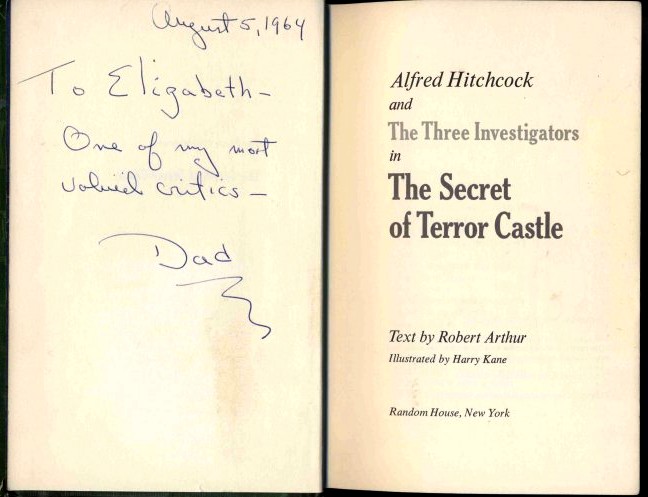 August 5, 1964
To Elizabeth-
One of my most
valued critics-
Dad
Alfred Hitchcock
and
The Three Investigators
in
The Secret
of Terror Castle
Text by Robert Arthur
Illustrated by Harry Kane
Random House, New York